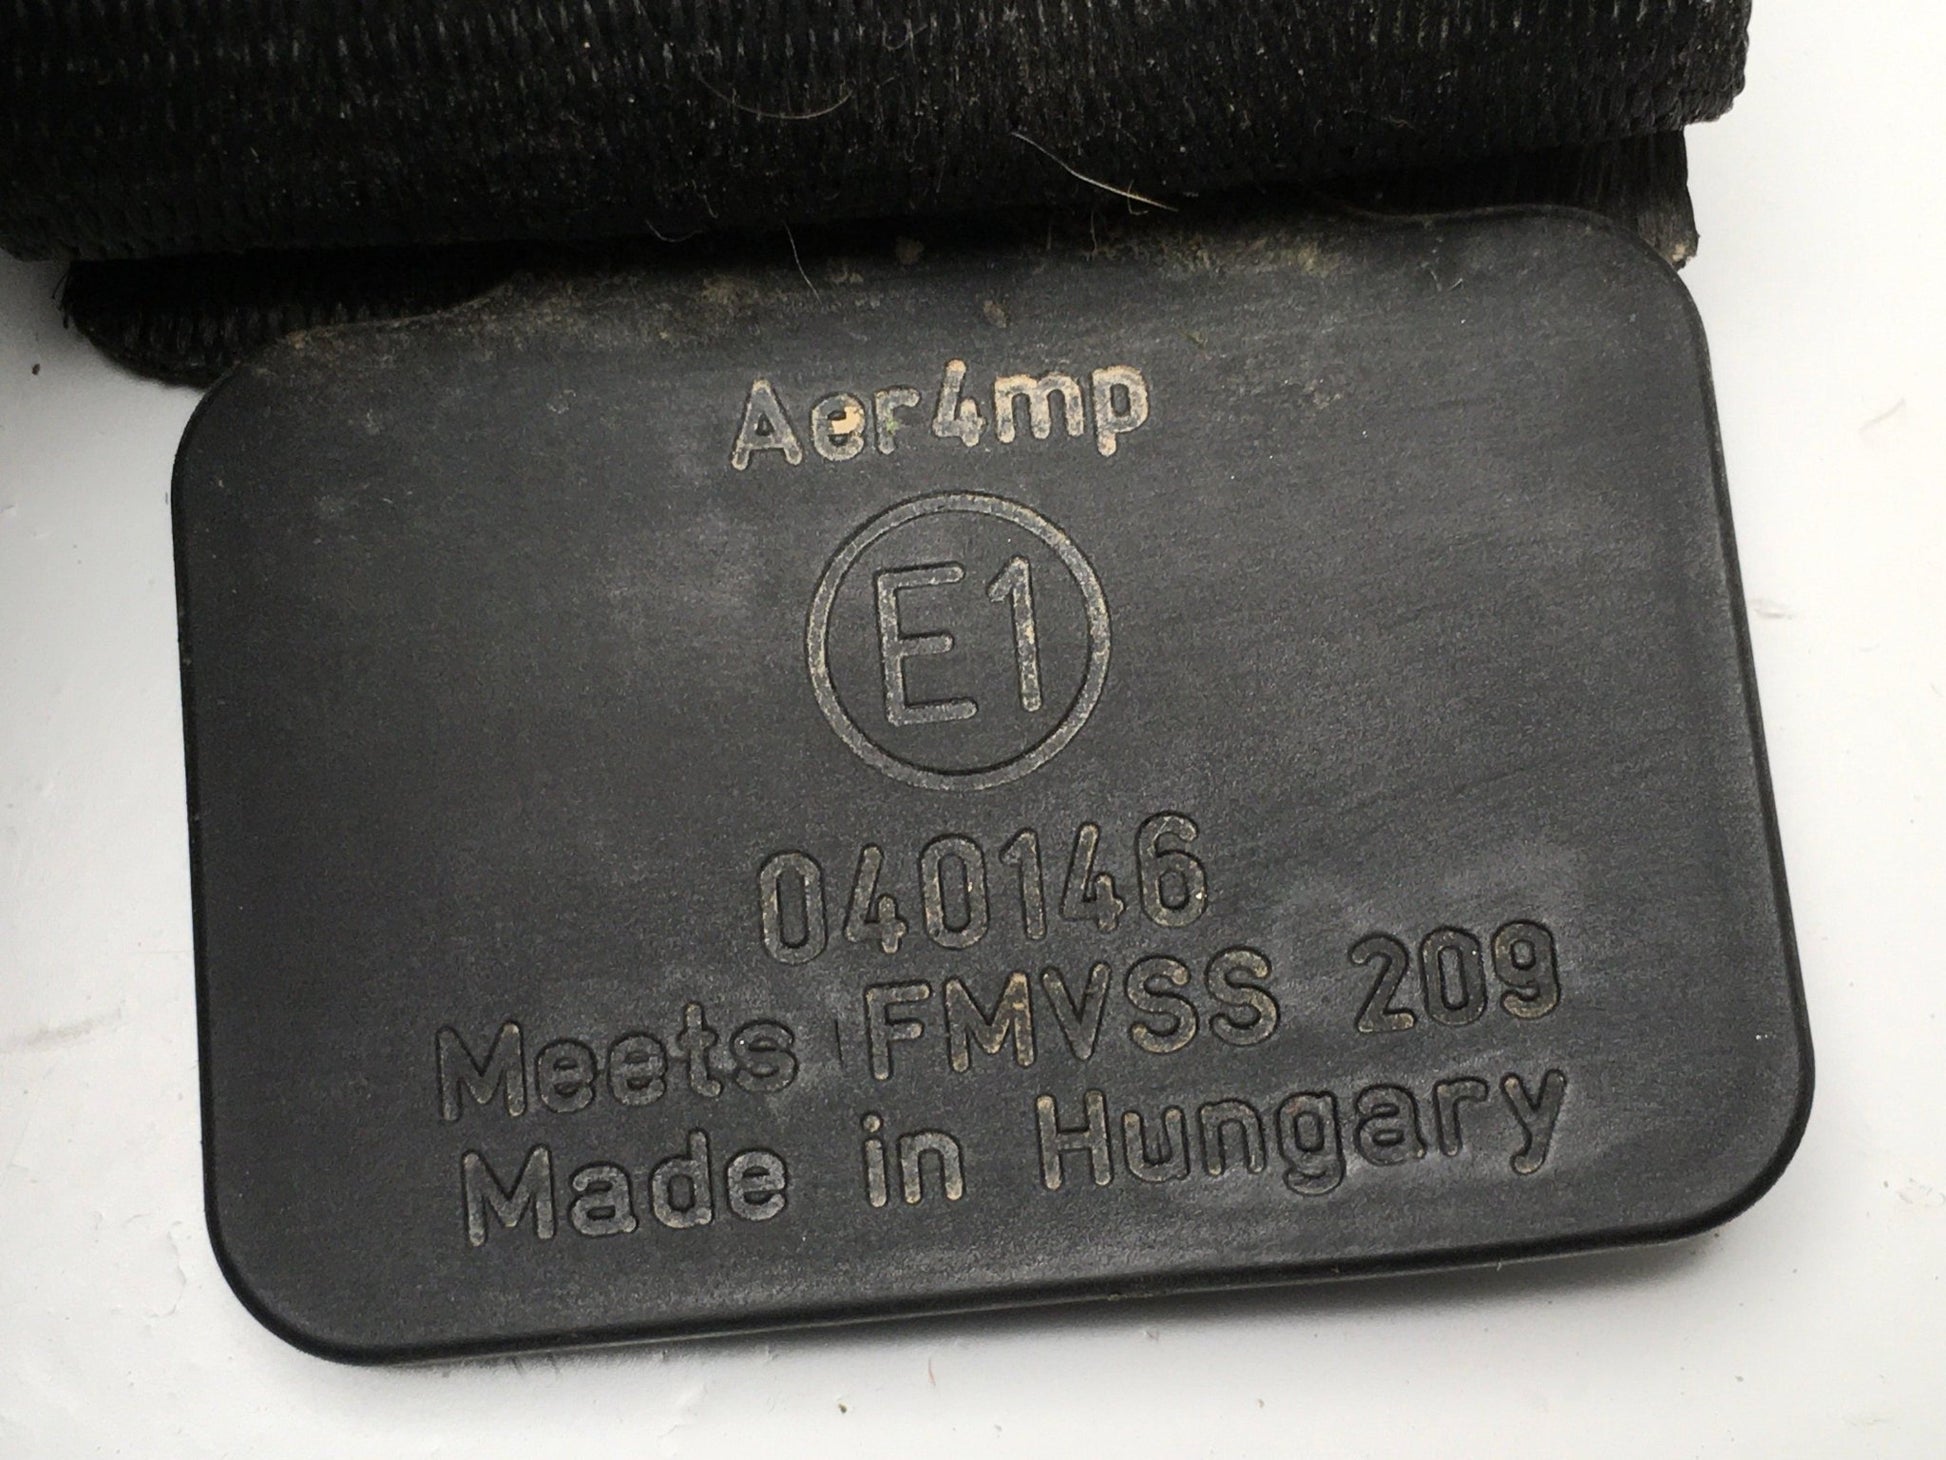 Aer4mp
E1
040146
Meets FMVSS 209
Made in Hungary